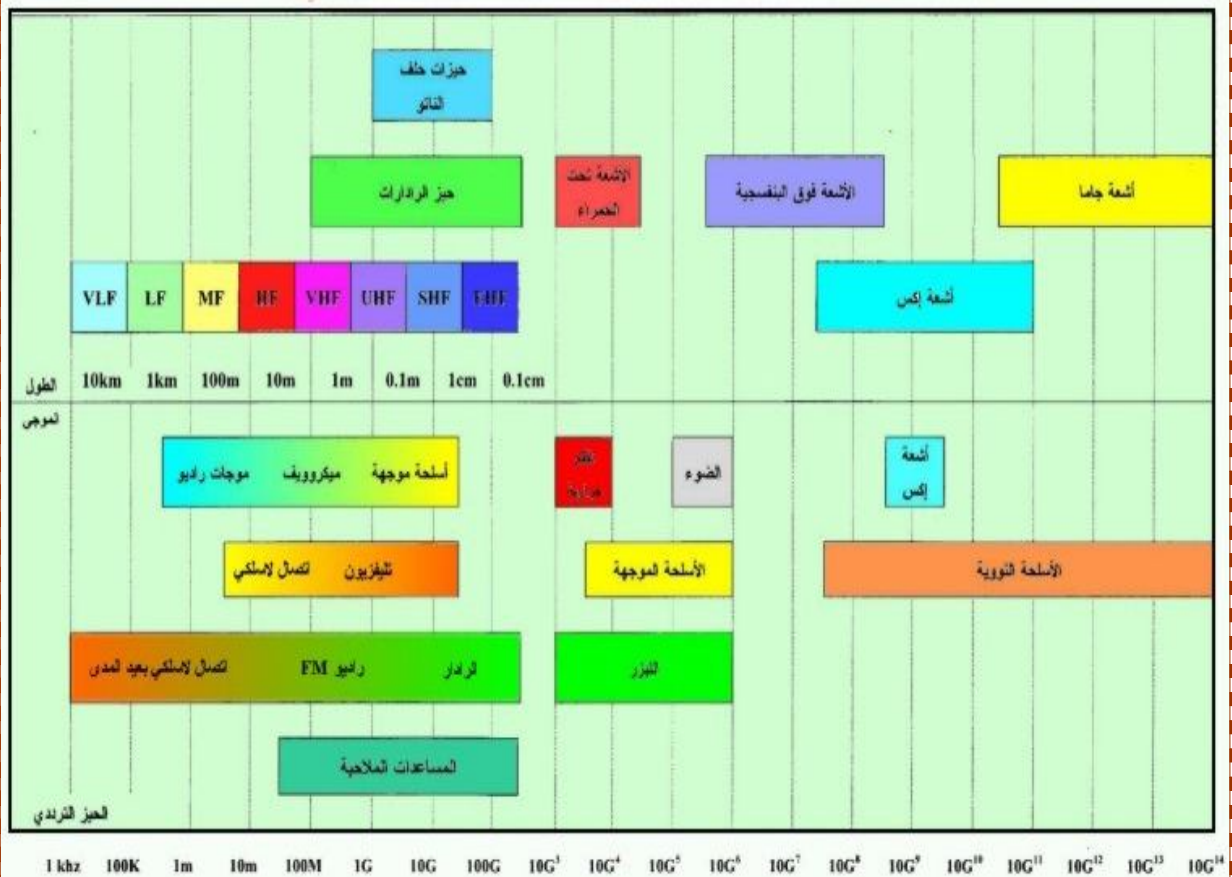 حيزات حلف
الناتو
حيز الرادارات
الاشعة تحت
الحمراء
الأشعة فوق البنفسجية
أشعة جاما
VLF LF MF HF VHF UHF SHF EHF
أشعة إكس
الطول 10km 1km 100m 10m 1m 0.1m 1cm 0.1cm
الموجي
موجات راديو ميكروويف أسلحة موجهة
الضوء
أشعة
إكس
اتصال لاسلكي تليفزيون
الأسلحة الموجهة
الأسلحة النووية
اتصال لاسلكي بعيد المدى راديو FM الرادار
الليزر
المساعدات الملاحية
الحيز الترددي
1 khz 100K 1m 10m 100M 1G 10G 100G 10G³ 10G⁴ 10G⁵ 10G⁶ 10G⁷ 10G⁸ 10G⁹ 10G¹⁰ 10G¹¹ 10G¹² 10G¹³ 10G¹⁴